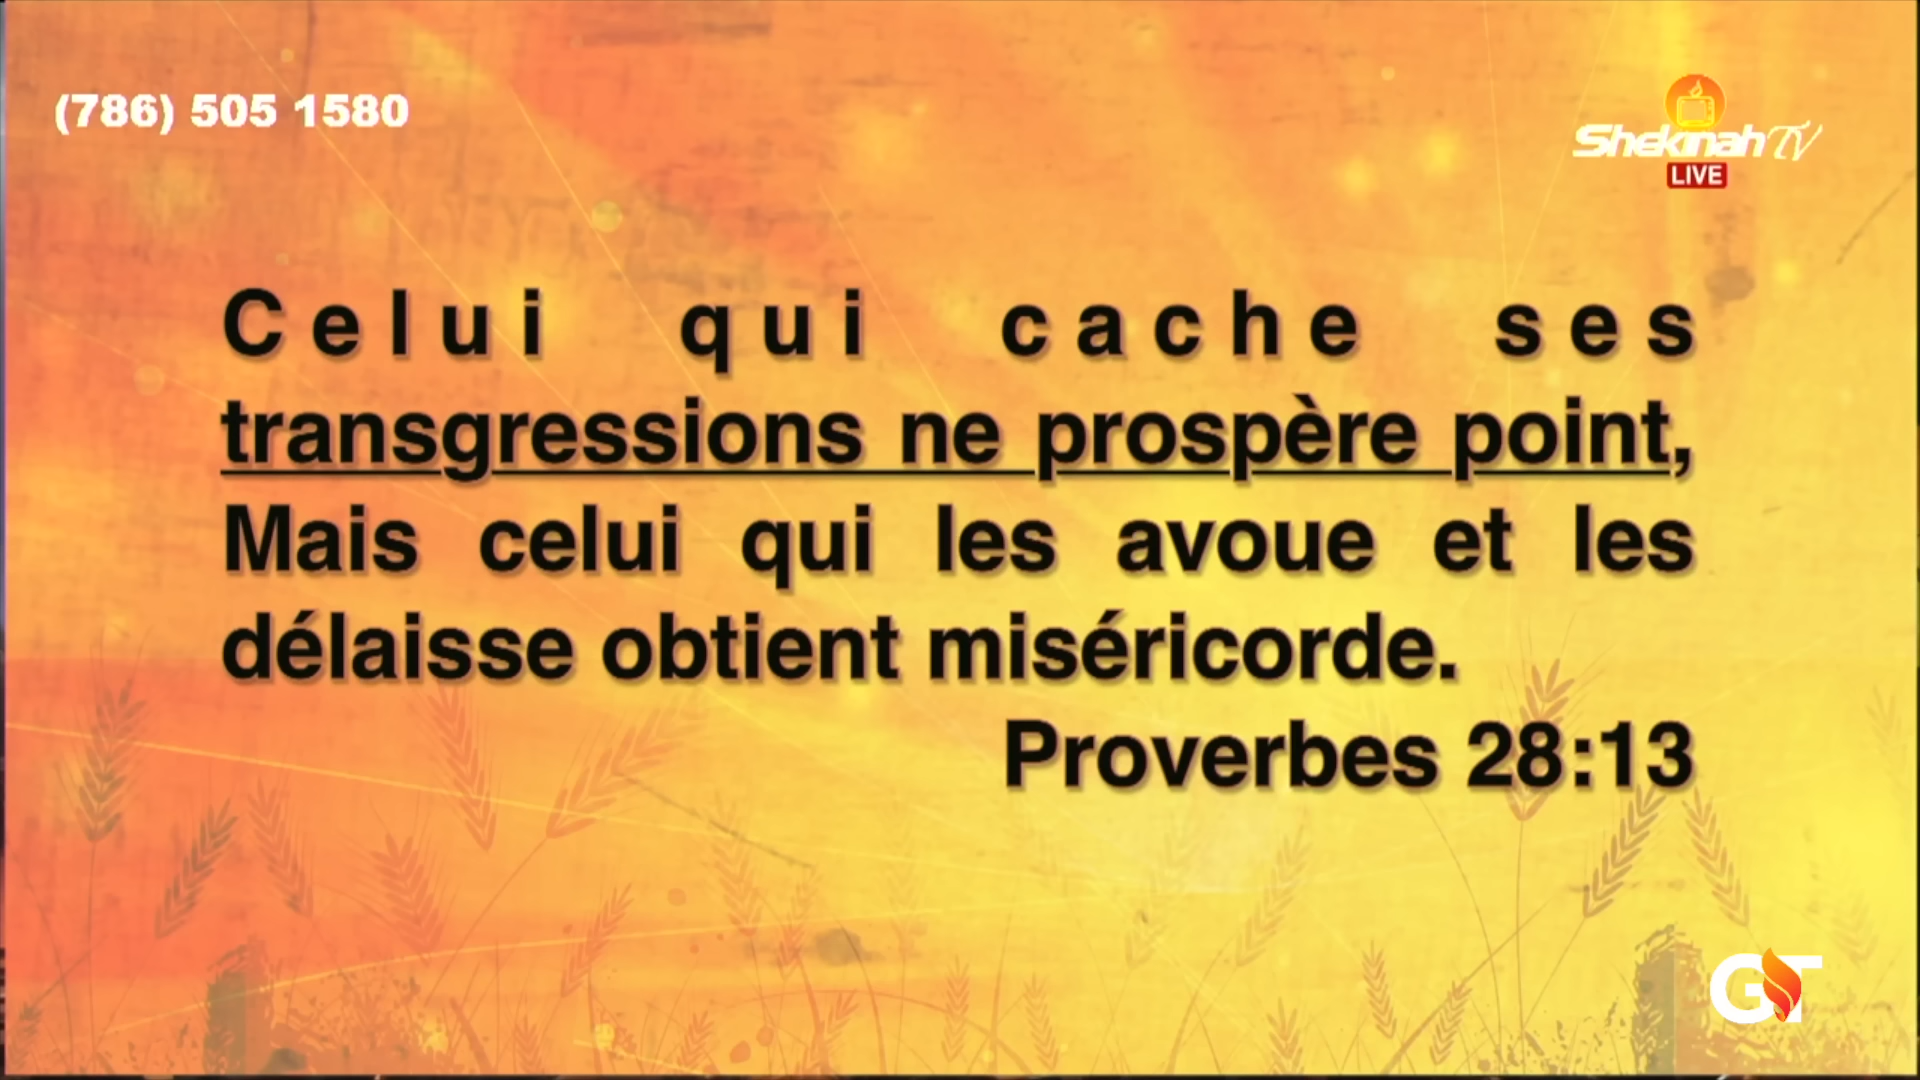 (786) 505 1580
Shekinah TV
LIVE
Celui qui cache ses
transgressions ne prospère point,
Mais celui qui les avoue et les
délaisse obtient miséricorde.
Proverbes 28:13
GT